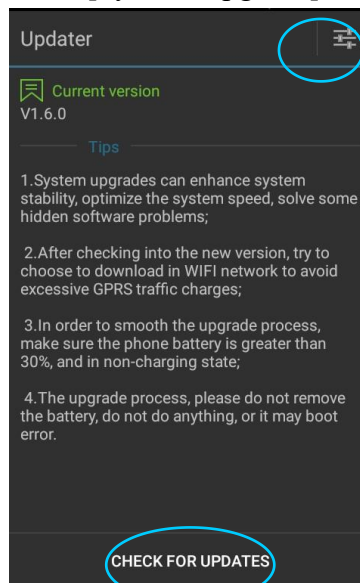 Updater
Current version
V1.6.0
Tips
1.System upgrades can enhance system
stability, optimize the system speed, solve some
hidden software problems;
2.After checking into the new version, try to
choose to download in WIFI network to avoid
excessive GPRS traffic charges;
3.In order to smooth the upgrade process,
make sure the phone battery is greater than
30%, and in non-charging state;
4.The upgrade process, please do not remove
the battery, do not do anything, or it may boot
error.
CHECK FOR UPDATES